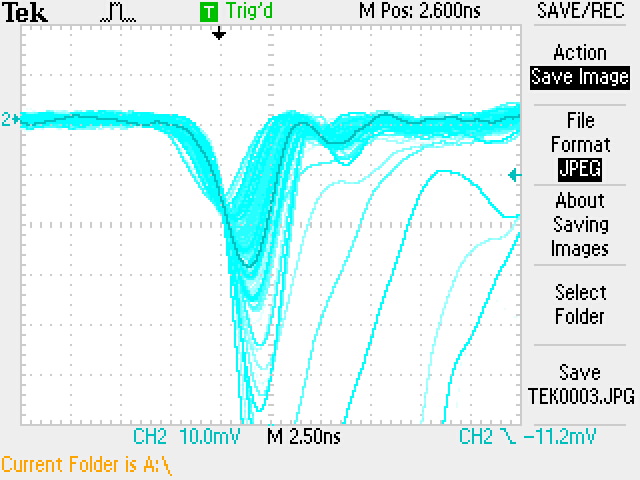 Tek
T Trig'd
M Pos: 2.600ns
SAVE/REC
Action
Save Image
File
Format
JPEG
About
Saving
Images
Select
Folder
Save
TEK0003.JPG
2
CH2 10.0mV
M 2.50ns
CH2 -11.2mV
Current Folder is A:\